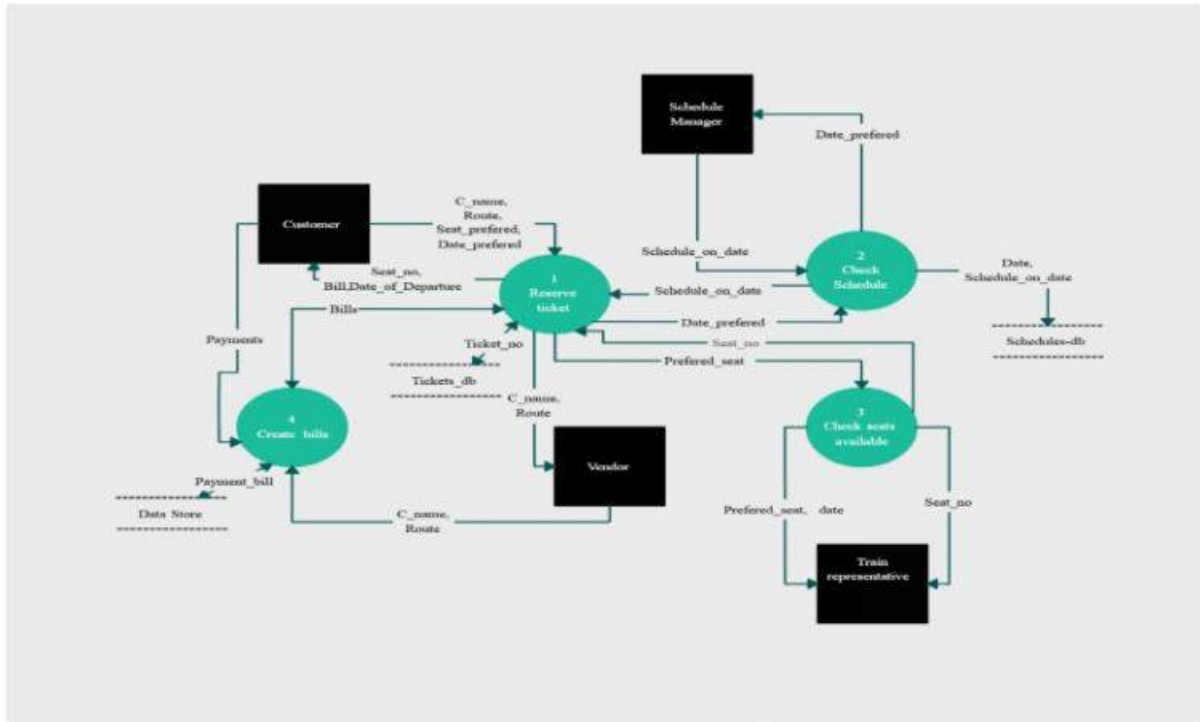 Schedule
Manager
Date_prefered
C_name,
Route,
Seat_prefered,
Date_prefered
Customer
Schedule_on_date
2
Check
Schedule
Date,
Schedule_on_date
Seat_no,
Bill,Date_of_Departure
1
Reserve
ticket
Schedule_on_date
Bills
Date_prefered
Payments
Ticket_no
Seat_no
Schedules-db
Prefered_seat
Tickets_db
C_name,
Route
3
Check seats
available
4
Create bills
Vendor
Payment_bill
Seat_no
Prefered_seat, date
Data Store
C_name,
Route
Train
representative